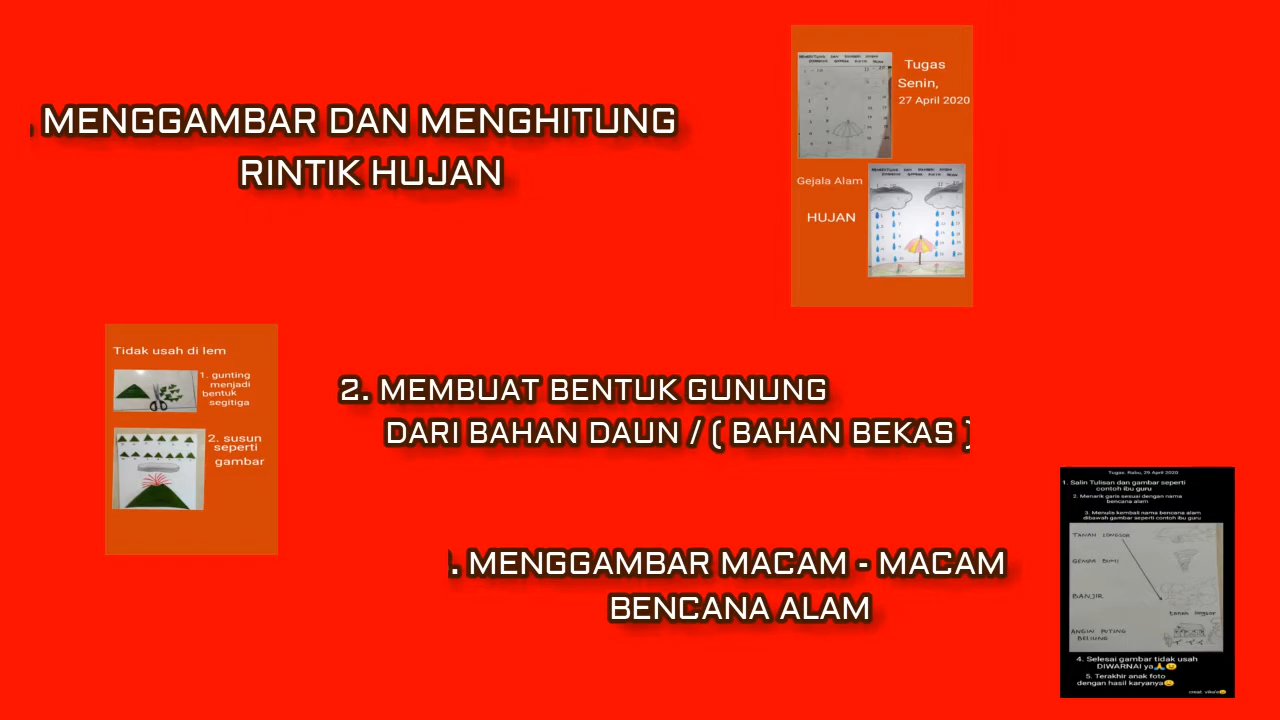 . MENGGAMBAR DAN MENGHITUNG
RINTIK HUJAN
Tugas
Senin,
27 April 2020
Gejala Alam
HUJAN
Tidak usah di lem
1. gunting
menjadi
bentuk
segitiga
2. susun
seperti
gambar
2. MEMBUAT BENTUK GUNUNG
DARI BAHAN DAUN / ( BAHAN BEKAS )
. MENGGAMBAR MACAM - MACAM
BENCANA ALAM
Tugas. Rabu, 29 April 2020
1. Salin Tulisan dan gambar seperti
contoh ibu guru
2. Menarik garis sesuai dengan nama
bencana alam
3. Menulis kembali nama bencana alam
dibawah gambar seperti contoh ibu guru
TANAH LONGSOR
GEMPA BUMI
BANJIR
tanah longsor
ANGIN PUTING
BELIUNG
4. Selesai gambar tidak usah
DIWARNAI ya🙏😊
5. Terakhir anak foto
dengan hasil karyanya😊